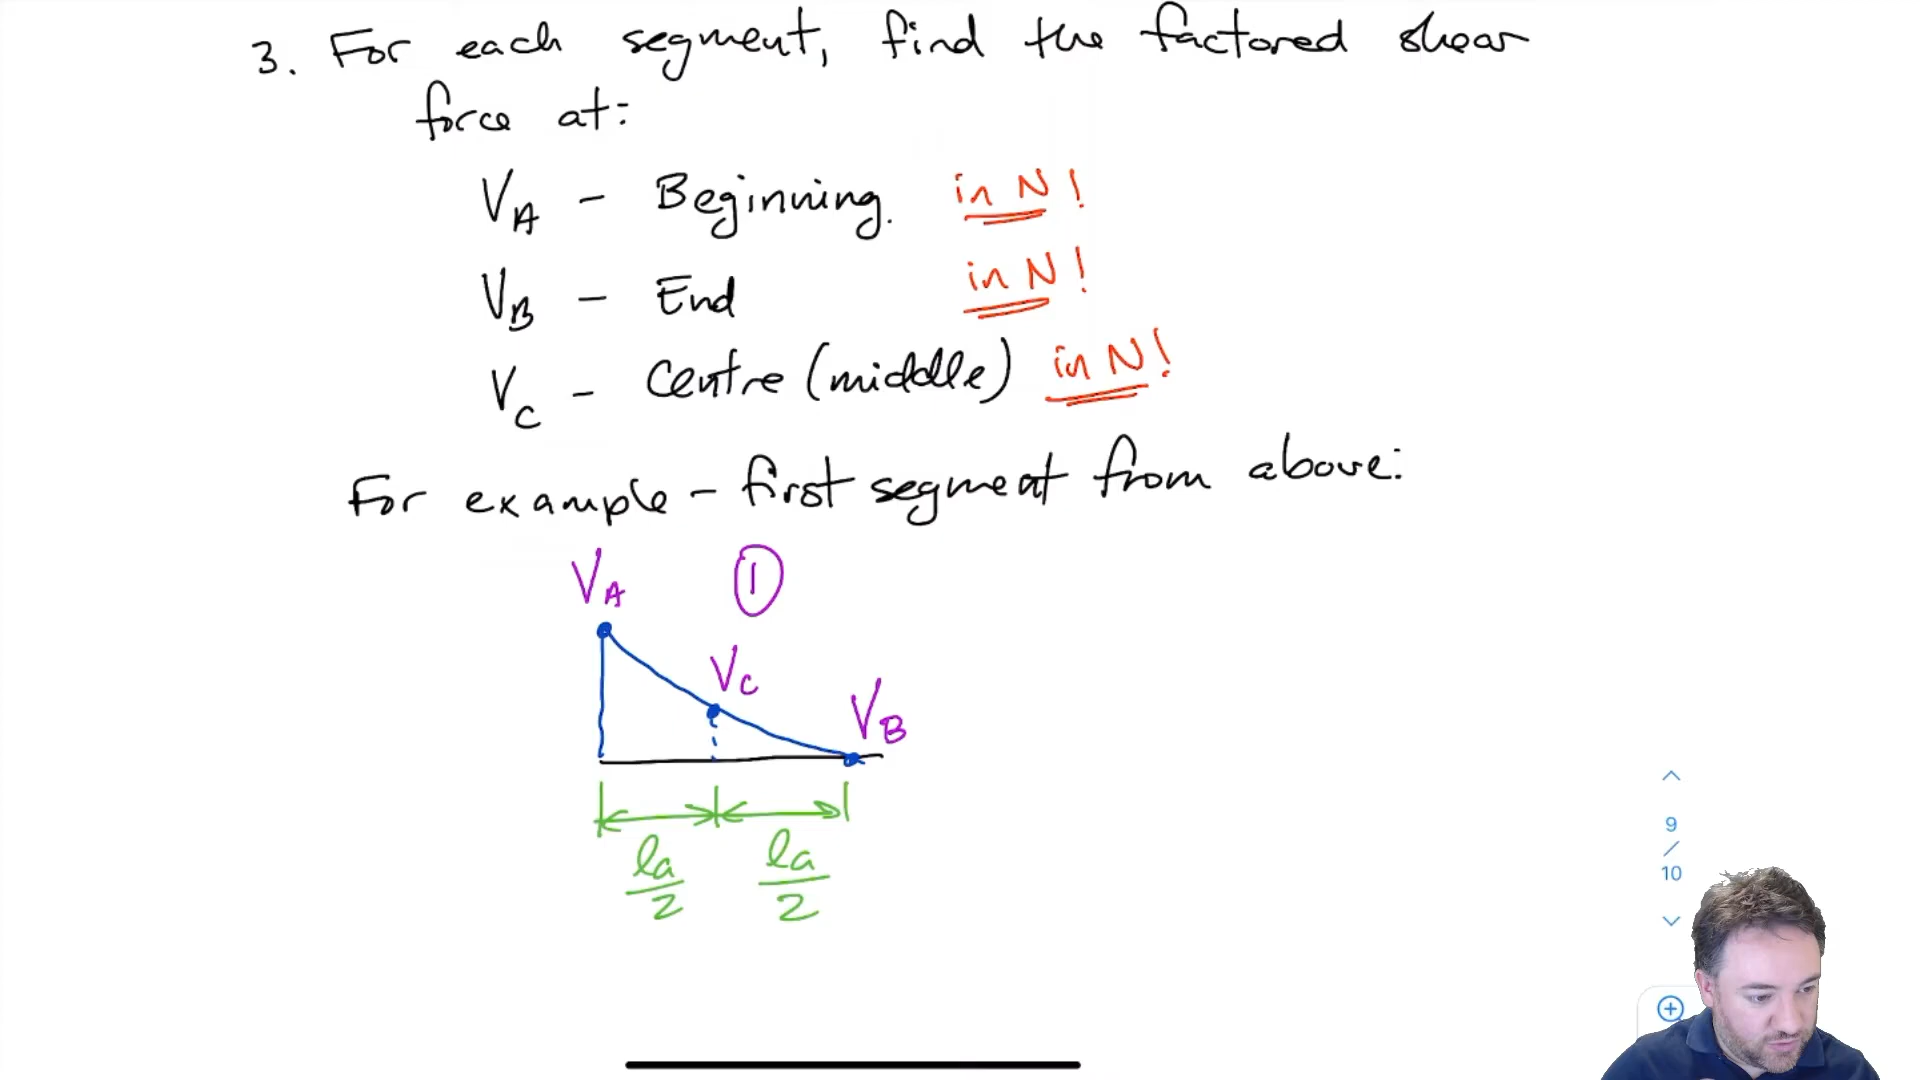 3. For each segment, find the factored shear
force at:
VA - Beginning. in N!
VB - End in N!
VC - Centre (middle) in N!
For example - first segment from above:
VA 1
VC
VB
la/2 la/2
9
/
10